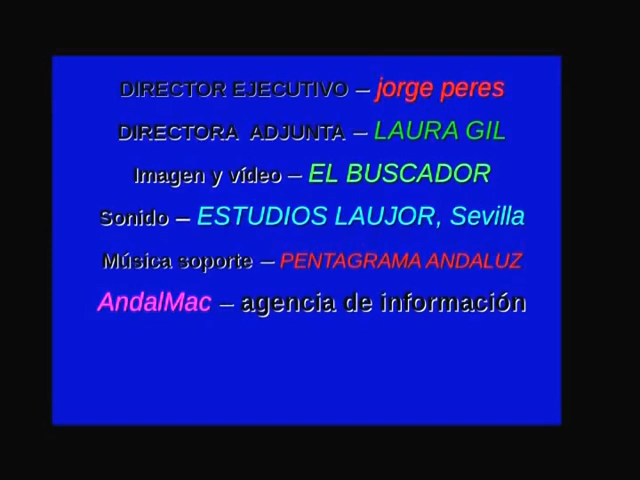 DIRECTOR EJECUTIVO – jorge peres
DIRECTORA ADJUNTA – LAURA GIL
Imagen y vídeo – EL BUSCADOR
Sonido – ESTUDIOS LAUJOR, Sevilla
Música soporte – PENTAGRAMA ANDALUZ
AndalMac – agencia de información